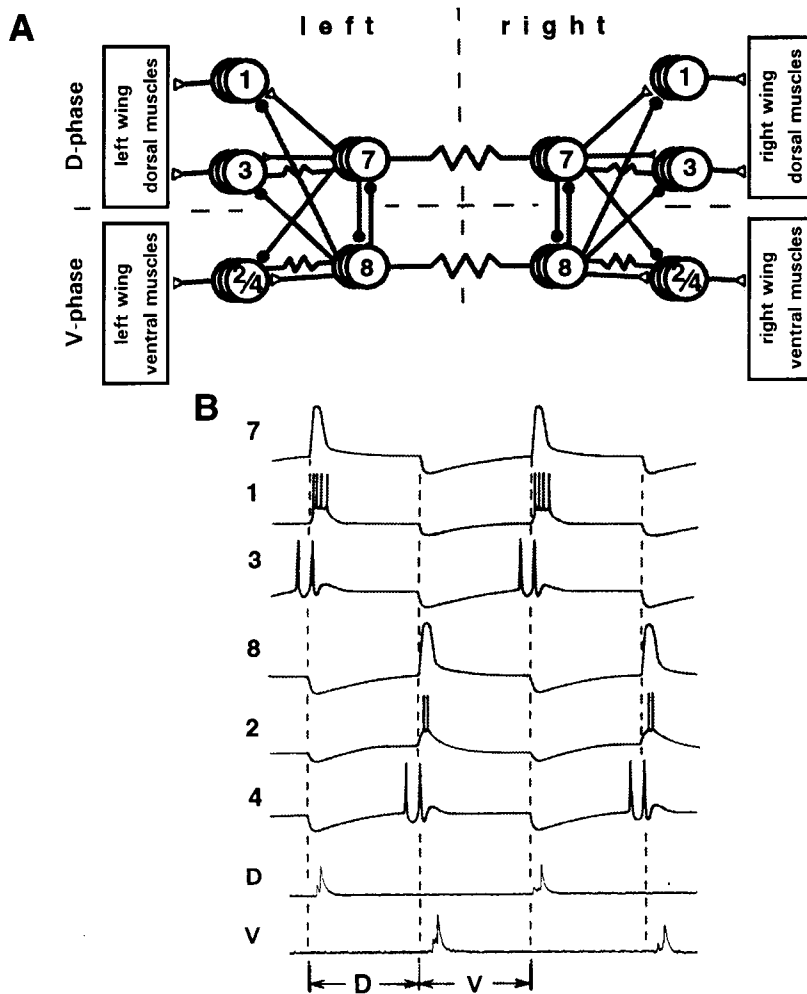 A
left right
D-phase
V-phase
left wing
dorsal muscles
left wing
ventral muscles
1
3
2/4
7
8
7
8
1
3
2/4
right wing
dorsal muscles
right wing
ventral muscles
B
7
1
3
8
2
4
D
V
D V